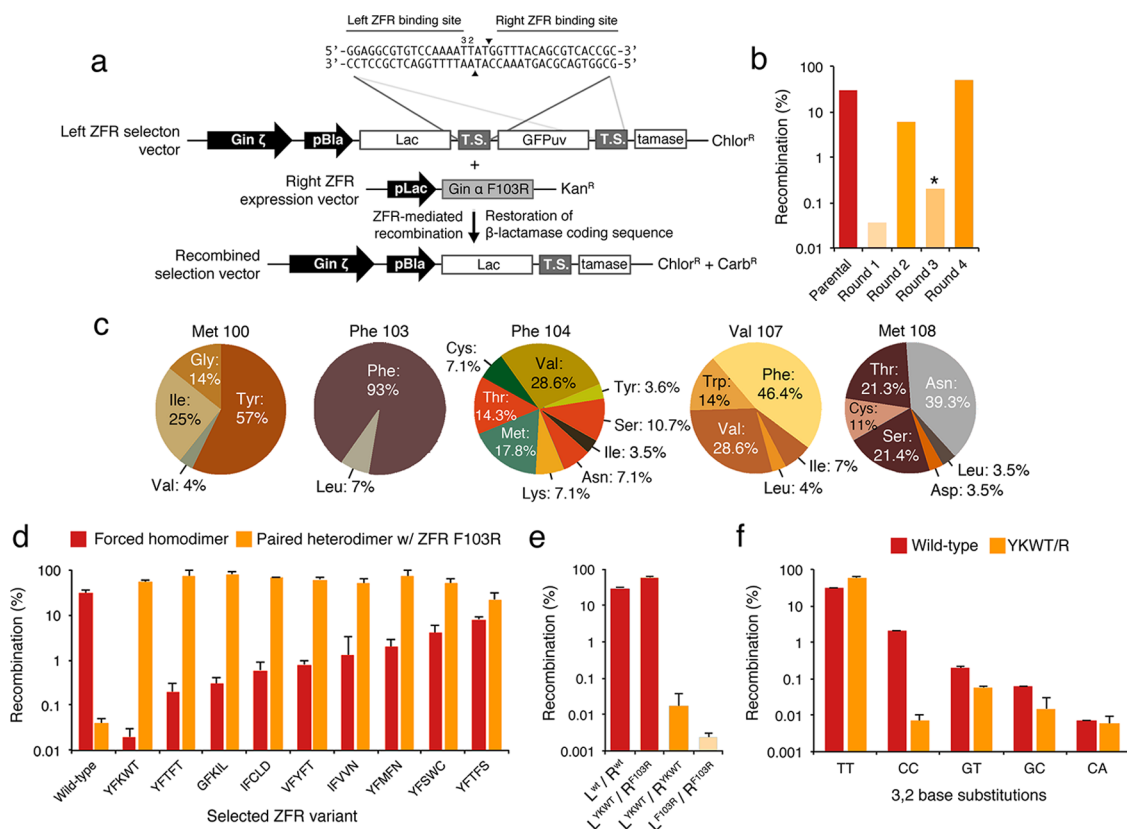 a
Left ZFR binding site
Right ZFR binding site
3 2
5’-GGAGGCGTGTCCAAAATTATGGTTTACAGCGTCACCGC-3’
3’-CCTCCGCTCAGGTTTTAATACCAAATGACGCAGTGGCG-5’
Left ZFR selecton vector
Gin ζ
pBla
Lac
T.S.
GFPuv
T.S.
tamase
Chlor^R
+
Right ZFR expression vector
pLac
Gin α F103R
Kan^R
ZFR-mediated recombination
Restoration of β-lactamase coding sequence
Recombined selection vector
Gin ζ
pBla
Lac
T.S.
tamase
Chlor^R + Carb^R
b
Recombination (%)
100
10
1
0.1
0.01
*
Parental
Round 1
Round 2
Round 3
Round 4
c
Met 100
Gly: 14%
Ile: 25%
Tyr: 57%
Val: 4%
Phe 103
Phe: 93%
Leu: 7%
Phe 104
Cys: 7.1%
Val: 28.6%
Tyr: 3.6%
Thr: 14.3%
Ser: 10.7%
Met: 17.8%
Ile: 3.5%
Asn: 7.1%
Lys: 7.1%
Val 107
Trp: 14%
Phe: 46.4%
Val: 28.6%
Ile: 7%
Leu: 4%
Met 108
Thr: 21.3%
Asn: 39.3%
Cys: 11%
Ser: 21.4%
Leu: 3.5%
Asp: 3.5%
d
Forced homodimer
Paired heterodimer w/ ZFR F103R
Recombination (%)
100
10
1
0.1
0.01
Wild-type
YFKWT
YFTFT
GFKIL
IFCLD
VFYFT
IFVVN
YFMFN
YFSWC
YFTFS
Selected ZFR variant
e
Recombination (%)
100
10
1
0.1
0.01
0.001
L^wt / R^wt
L^YKWT / R^F103R
L^YKWT / R^YKWT
L^F103R / R^F103R
f
Wild-type
YKWT/R
Recombination (%)
100
10
1
0.1
0.01
0.001
TT
CC
GT
GC
CA
3,2 base substitutions